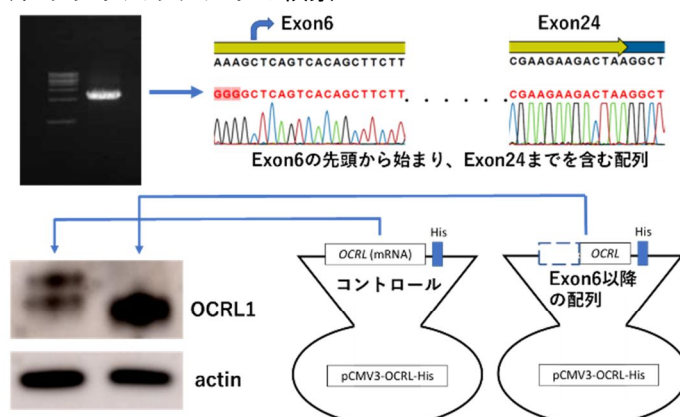 Exon6
Exon24
AAAGCTCAGTCACAGCTTCTT
CGAAGAAGACTAAGGCT
GGGGCTCAGTCACAGCTTCTT
. . . . . .
CGAAGAAGACTAAGGCT
Exon6の先頭から始まり、Exon24までを含む配列
His
His
OCRL (mRNA)
OCRL
コントロール
Exon6以降
の配列
OCRL1
actin
pCMV3-OCRL-His
pCMV3-OCRL-His